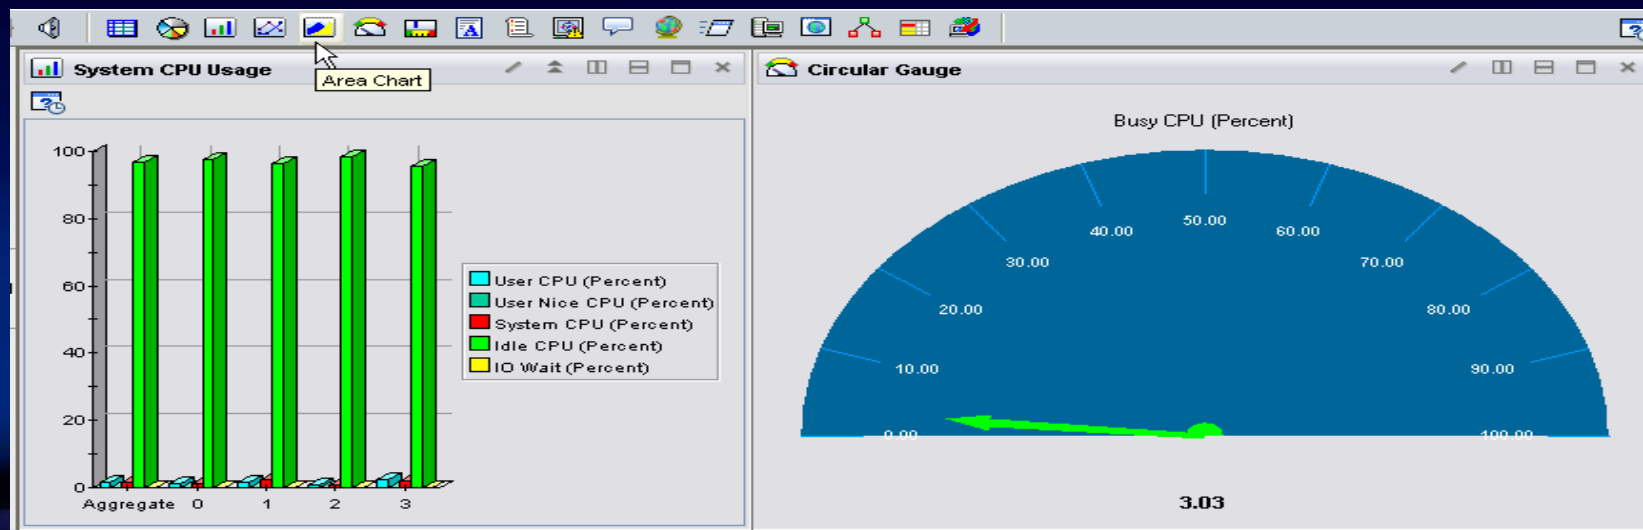 System CPU Usage
Area Chart
100
80
60
40
20
0
Aggregate 0 1 2 3
User CPU (Percent)
User Nice CPU (Percent)
System CPU (Percent)
Idle CPU (Percent)
IO Wait (Percent)
Circular Gauge
Busy CPU (Percent)
0.00
10.00
20.00
30.00
40.00
50.00
60.00
70.00
80.00
90.00
100.00
3.03